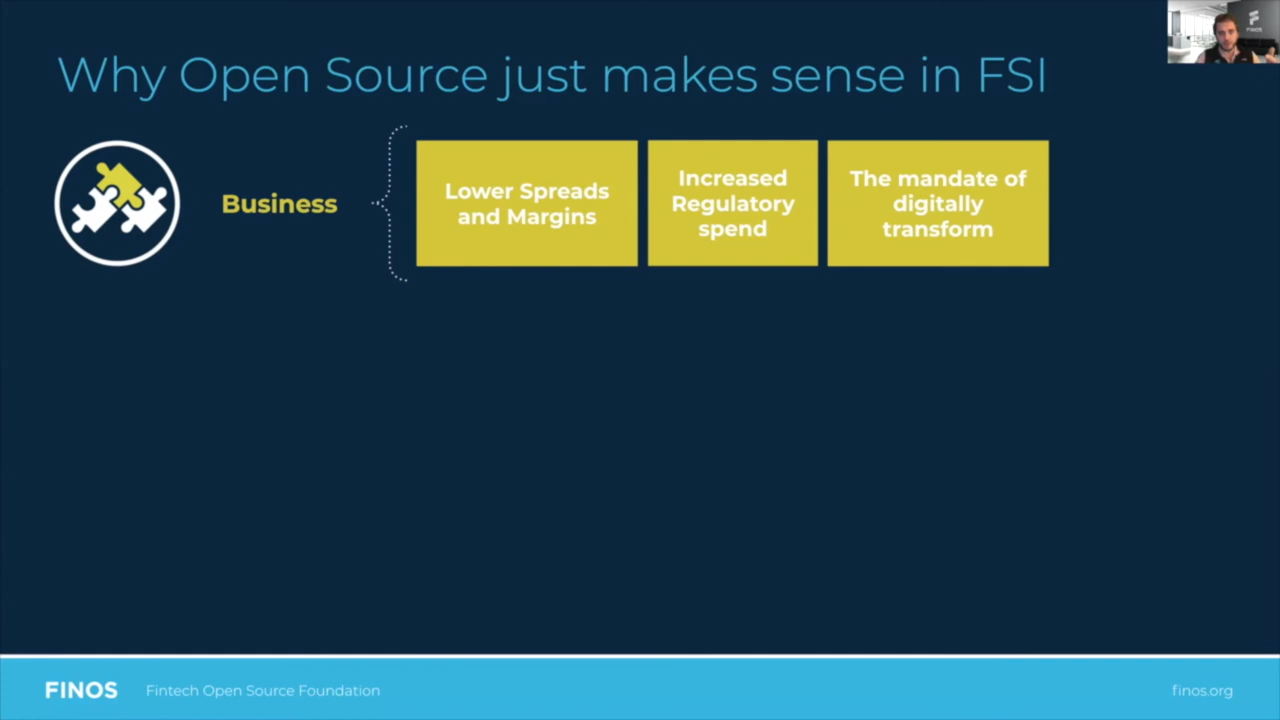 Why Open Source just makes sense in FSI
FINOS
Business
Lower Spreads
and Margins
Increased
Regulatory
spend
The mandate of
digitally
transform
FINOS
Fintech Open Source Foundation
finos.org